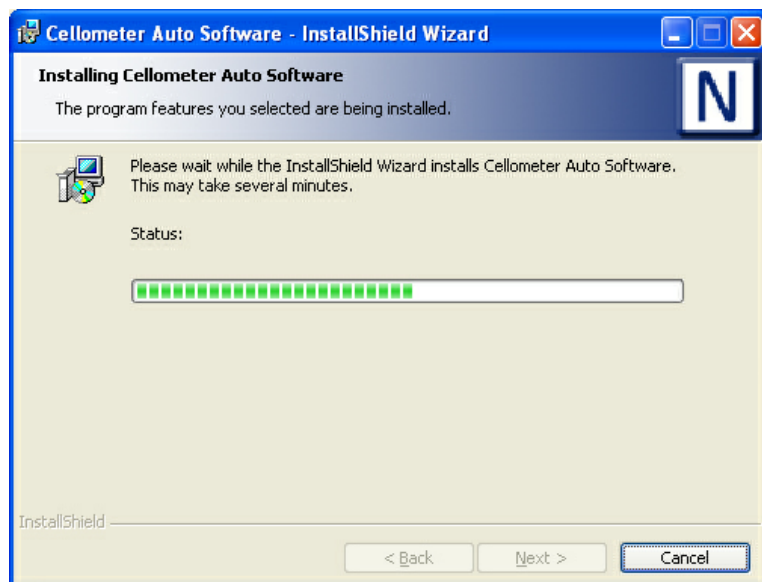 Cellometer Auto Software - InstallShield Wizard
Installing Cellometer Auto Software
The program features you selected are being installed.
N
Please wait while the InstallShield Wizard installs Cellometer Auto Software.
This may take several minutes.
Status:
InstallShield
< Back
Next >
Cancel